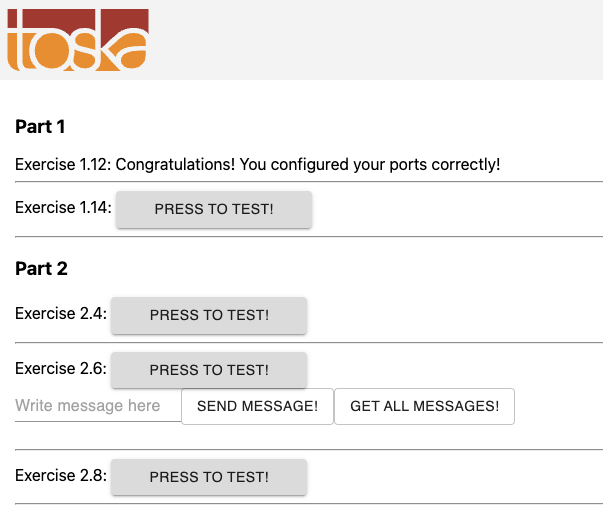 toska
Part 1
Exercise 1.12: Congratulations! You configured your ports correctly!
Exercise 1.14: PRESS TO TEST!
Part 2
Exercise 2.4: PRESS TO TEST!
Exercise 2.6: PRESS TO TEST!
Write message here SEND MESSAGE! GET ALL MESSAGES!
Exercise 2.8: PRESS TO TEST!